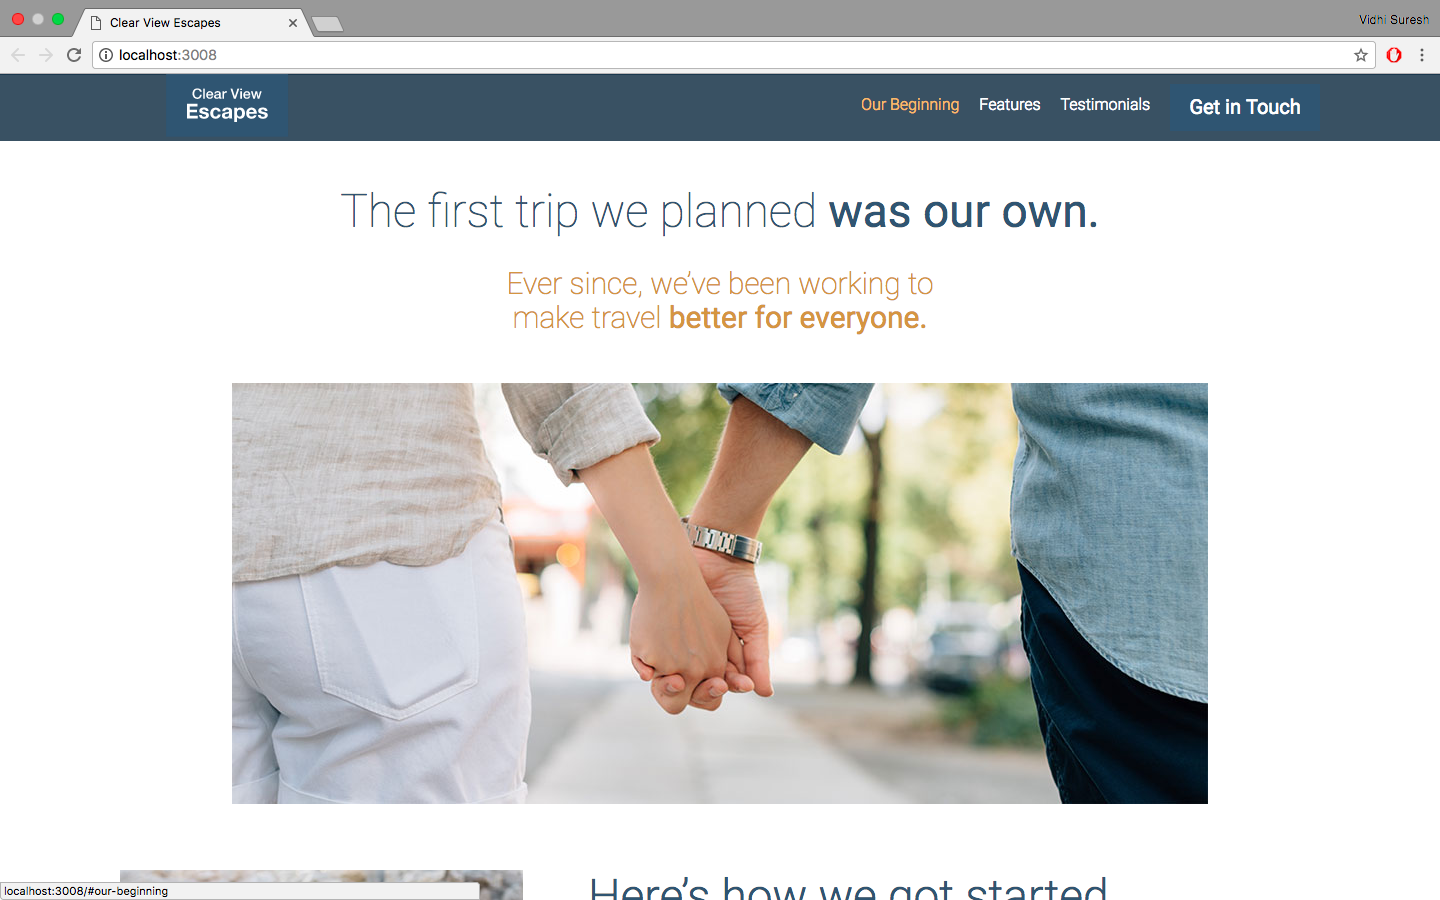 Clear View Escapes
Vidhi Suresh
localhost:3008
Clear View
Escapes
Our Beginning
Features
Testimonials
Get in Touch
The first trip we planned was our own.
Ever since, we’ve been working to
make travel better for everyone.
Here’s how we got started
localhost:3008/#our-beginning